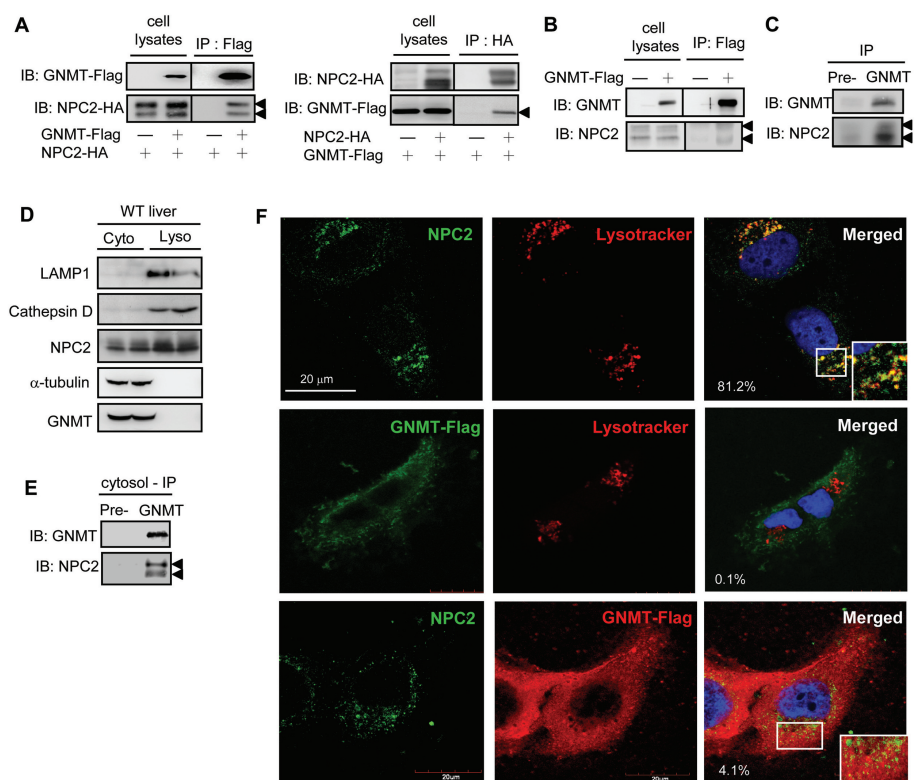 A
cell lysates
IP : Flag
IB: GNMT-Flag
IB: NPC2-HA
GNMT-Flag — + — +
NPC2-HA + + + +
cell lysates
IP : HA
IB: NPC2-HA
IB: GNMT-Flag
NPC2-HA — + — +
GNMT-Flag + + + +
B
cell lysates
IP: Flag
GNMT-Flag — + — +
IB: GNMT
IB: NPC2
C
IP
Pre- GNMT
IB: GNMT
IB: NPC2
D
WT liver
Cyto Lyso
LAMP1
Cathepsin D
NPC2
α-tubulin
GNMT
E
cytosol - IP
Pre- GNMT
IB: GNMT
IB: NPC2
F
NPC2
20 µm
Lysotracker
Merged
81.2%
GNMT-Flag
Lysotracker
Merged
0.1%
NPC2
20um
GNMT-Flag
20um
Merged
4.1%